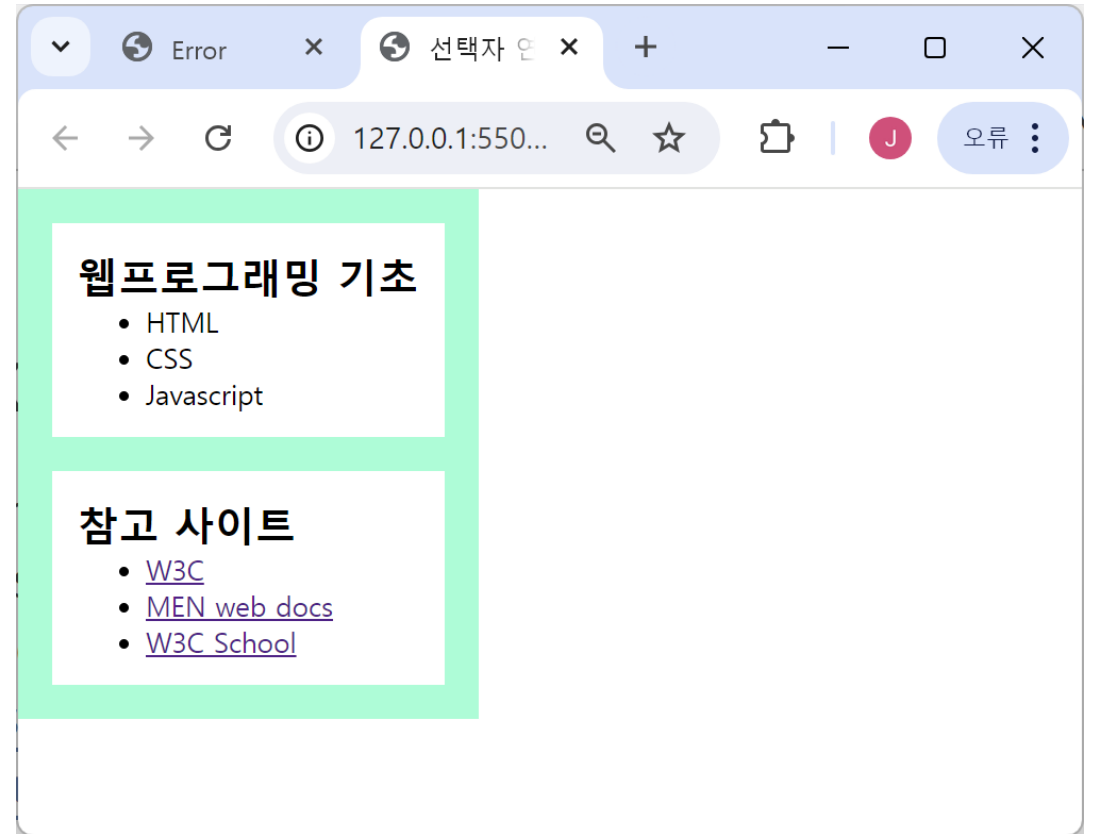 Error
선택자
127.0.0.1:550...
J
오류
웹프로그래밍 기초
HTML
CSS
Javascript
참고 사이트
W3C
MEN web docs
W3C School